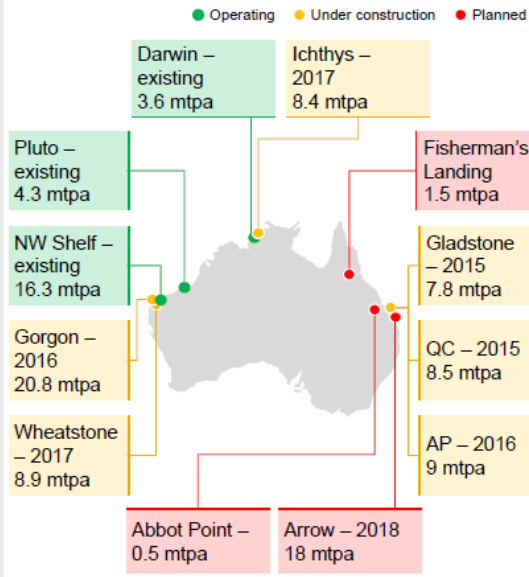 Operating Under construction Planned
Darwin –
existing
3.6 mtpa
Ichthys –
2017
8.4 mtpa
Pluto –
existing
4.3 mtpa
Fisherman's
Landing
1.5 mtpa
NW Shelf –
existing
16.3 mtpa
Gladstone
– 2015
7.8 mtpa
Gorgon –
2016
20.8 mtpa
QC – 2015
8.5 mtpa
Wheatstone
– 2017
8.9 mtpa
AP – 2016
9 mtpa
Abbot Point –
0.5 mtpa
Arrow – 2018
18 mtpa